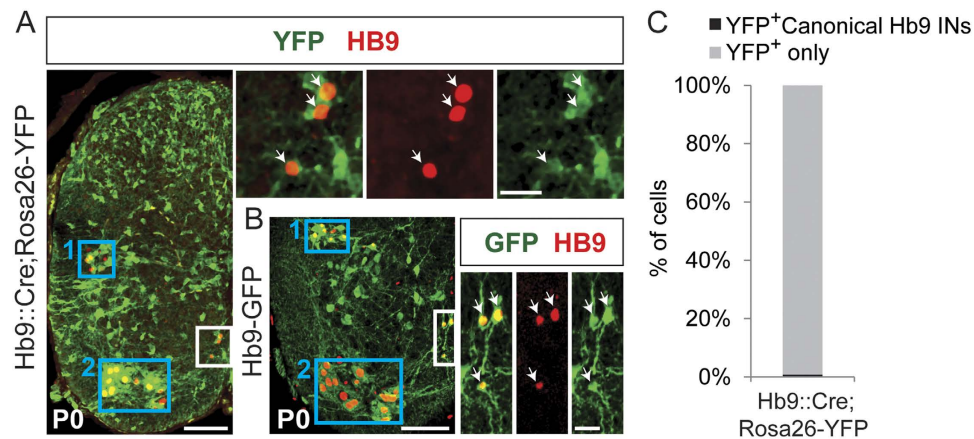 A
YFP HB9
Hb9::Cre;Rosa26-YFP
1
2
P0
B
GFP HB9
Hb9-GFP
1
2
P0
C
YFP⁺Canonical Hb9 INs
YFP⁺ only
100%
80%
60%
40%
20%
0%
% of cells
Hb9::Cre;
Rosa26-YFP